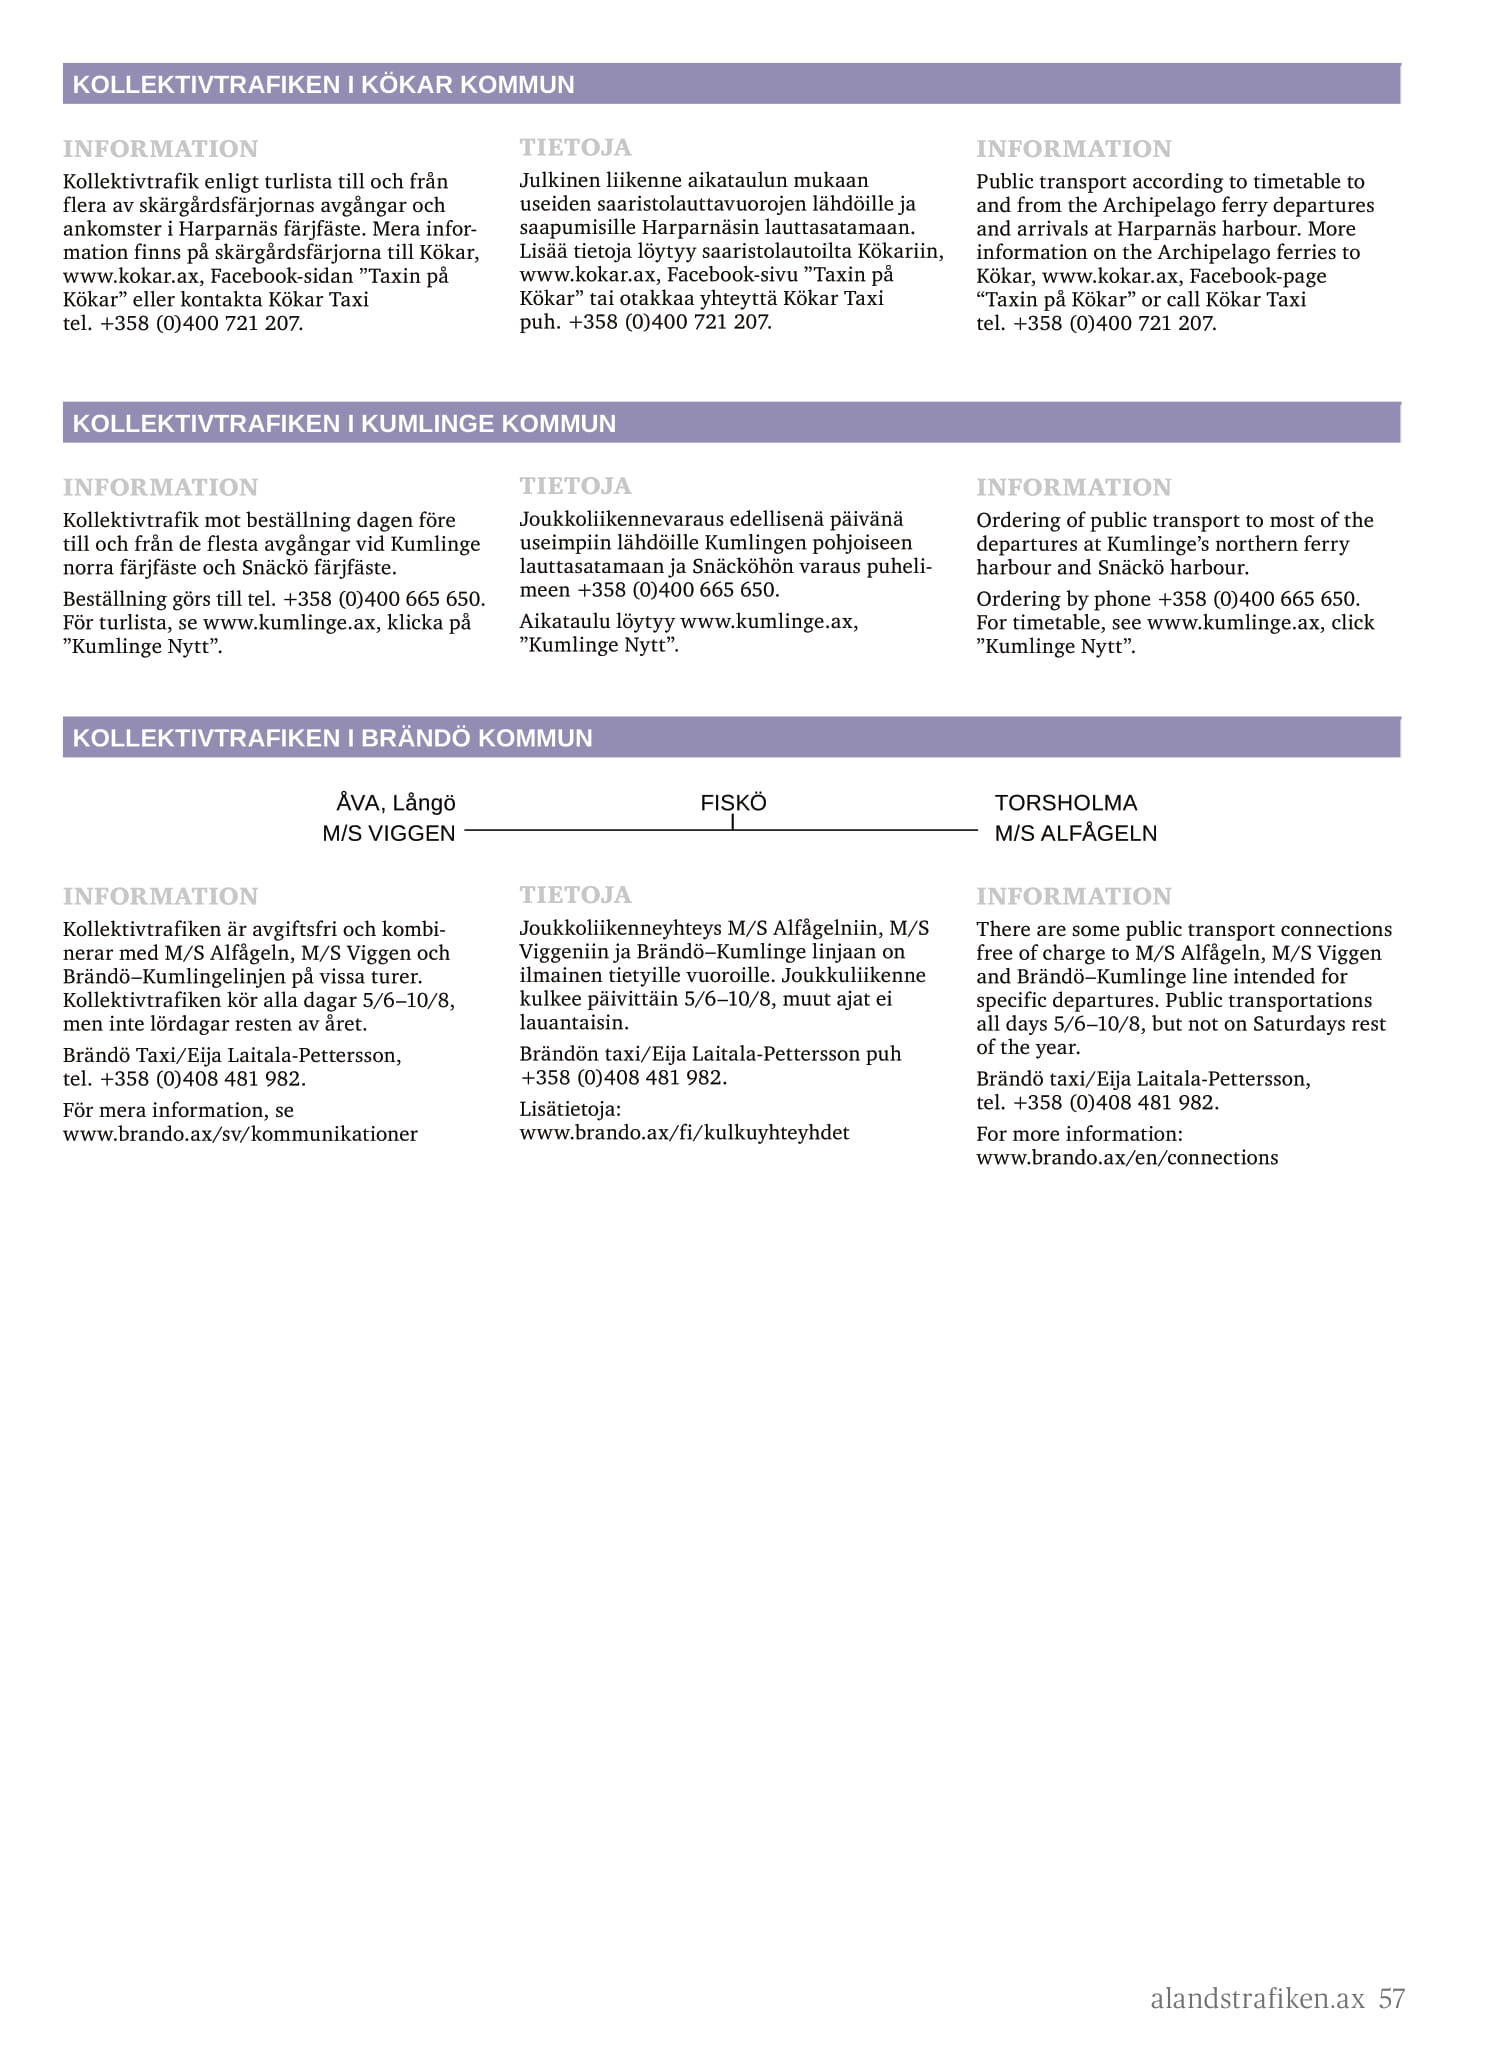 KOLLEKTIVTRAFIKEN I KÖKAR KOMMUN
INFORMATION
Kollektivtrafik enligt turlista till och från
flera av skärgårdsfärjornas avgångar och
ankomster i Harparnäs färjfäste. Mera infor-
mation finns på skärgårdsfärjorna till Kökar,
www.kokar.ax, Facebook-sidan ”Taxin på
Kökar” eller kontakta Kökar Taxi
tel. +358 (0)400 721 207.
TIETOJA
Julkinen liikenne aikataulun mukaan
useiden saaristolauttavuorojen lähdöille ja
saapumisille Harparnäsin lauttasatamaan.
Lisää tietoja löytyy saaristolautoilta Kökariin,
www.kokar.ax, Facebook-sivu ”Taxin på
Kökar” tai otakkaa yhteyttä Kökar Taxi
puh. +358 (0)400 721 207.
INFORMATION
Public transport according to timetable to
and from the Archipelago ferry departures
and arrivals at Harparnäs harbour. More
information on the Archipelago ferries to
Kökar, www.kokar.ax, Facebook-page
“Taxin på Kökar” or call Kökar Taxi
tel. +358 (0)400 721 207.
KOLLEKTIVTRAFIKEN I KUMLINGE KOMMUN
INFORMATION
Kollektivtrafik mot beställning dagen före
till och från de flesta avgångar vid Kumlinge
norra färjfäste och Snäckö färjfäste.
Beställning görs till tel. +358 (0)400 665 650.
För turlista, se www.kumlinge.ax, klicka på
”Kumlinge Nytt”.
TIETOJA
Joukkoliikennevaraus edellisenä päivänä
useimpiin lähdöille Kumlingen pohjoiseen
lauttasatamaan ja Snäcköhön varaus puheli-
meen +358 (0)400 665 650.
Aikataulu löytyy www.kumlinge.ax,
”Kumlinge Nytt”.
INFORMATION
Ordering of public transport to most of the
departures at Kumlinge’s northern ferry
harbour and Snäckö harbour.
Ordering by phone +358 (0)400 665 650.
For timetable, see www.kumlinge.ax, click
”Kumlinge Nytt”.
KOLLEKTIVTRAFIKEN I BRÄNDÖ KOMMUN
ÅVA, Långö
M/S VIGGEN
FISKÖ
TORSHOLMA
M/S ALFÅGELN
INFORMATION
Kollektivtrafiken är avgiftsfri och kombi-
nerar med M/S Alfågeln, M/S Viggen och
Brändö–Kumlingelinjen på vissa turer.
Kollektivtrafiken kör alla dagar 5/6–10/8,
men inte lördagar resten av året.
Brändö Taxi/Eija Laitala-Pettersson,
tel. +358 (0)408 481 982.
För mera information, se
www.brando.ax/sv/kommunikationer
TIETOJA
Joukkoliikenneyhteys M/S Alfågelniin, M/S
Viggeniin ja Brändö–Kumlinge linjaan on
ilmainen tietyille vuoroille. Joukkuliikenne
kulkee päivittäin 5/6–10/8, muut ajat ei
lauantaisin.
Brändön taxi/Eija Laitala-Pettersson puh
+358 (0)408 481 982.
Lisätietoja:
www.brando.ax/fi/kulkuyhteyhdet
INFORMATION
There are some public transport connections
free of charge to M/S Alfågeln, M/S Viggen
and Brändö–Kumlinge line intended for
specific departures. Public transportations
all days 5/6–10/8, but not on Saturdays rest
of the year.
Brändö taxi/Eija Laitala-Pettersson,
tel. +358 (0)408 481 982.
For more information:
www.brando.ax/en/connections
alandstrafiken.ax 57